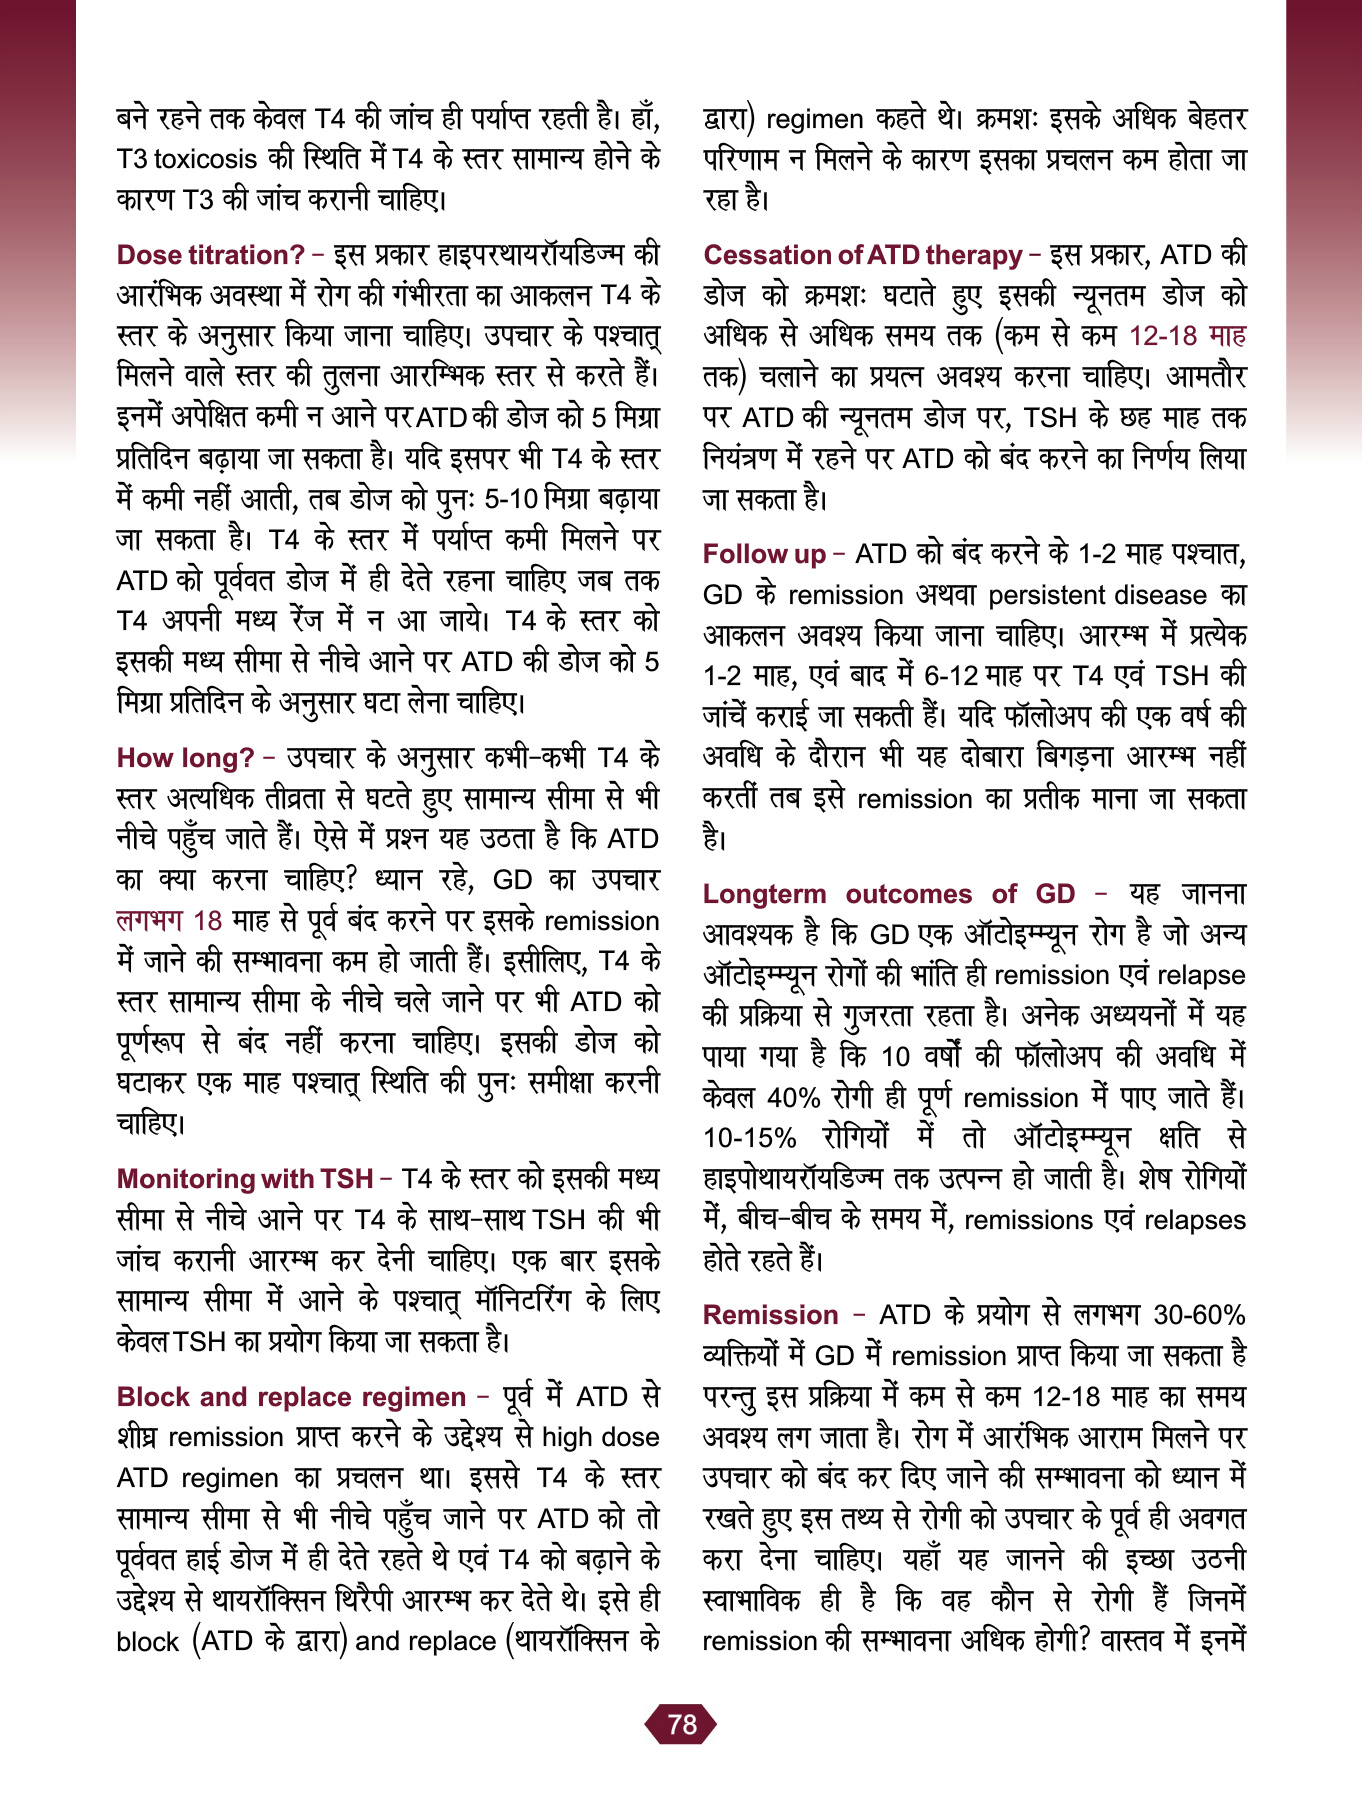 बने रहने तक केवल T4 की जांच ही पर्याप्त रहती है। हाँ,
T3 toxicosis की स्थिति में T4 के स्तर सामान्य होने के
कारण T3 की जांच करानी चाहिए।
Dose titration? – इस प्रकार हाइपरथायरॉयडिज्म की
आरंभिक अवस्था में रोग की गंभीरता का आकलन T4 के
स्तर के अनुसार किया जाना चाहिए। उपचार के पश्चात्
मिलने वाले स्तर की तुलना आरम्भिक स्तर से करते हैं।
इनमें अपेक्षित कमी न आने पर ATD की डोज को 5 मिग्रा
प्रतिदिन बढ़ाया जा सकता है। यदि इसपर भी T4 के स्तर
में कमी नहीं आती, तब डोज को पुनः 5-10 मिग्रा बढ़ाया
जा सकता है। T4 के स्तर में पर्याप्त कमी मिलने पर
ATD को पूर्ववत डोज में ही देते रहना चाहिए जब तक
T4 अपनी मध्य रेंज में न आ जाये। T4 के स्तर को
इसकी मध्य सीमा से नीचे आने पर ATD की डोज को 5
मिग्रा प्रतिदिन के अनुसार घटा लेना चाहिए।
How long? – उपचार के अनुसार कभी-कभी T4 के
स्तर अत्यधिक तीव्रता से घटते हुए सामान्य सीमा से भी
नीचे पहुँच जाते हैं। ऐसे में प्रश्न यह उठता है कि ATD
का क्या करना चाहिए? ध्यान रहे, GD का उपचार
लगभग 18 माह से पूर्व बंद करने पर इसके remission
में जाने की सम्भावना कम हो जाती हैं। इसीलिए, T4 के
स्तर सामान्य सीमा के नीचे चले जाने पर भी ATD को
पूर्णरूप से बंद नहीं करना चाहिए। इसकी डोज को
घटाकर एक माह पश्चात् स्थिति की पुनः समीक्षा करनी
चाहिए।
Monitoring with TSH – T4 के स्तर को इसकी मध्य
सीमा से नीचे आने पर T4 के साथ-साथ TSH की भी
जांच करानी आरम्भ कर देनी चाहिए। एक बार इसके
सामान्य सीमा में आने के पश्चात् मॉनिटरिंग के लिए
केवल TSH का प्रयोग किया जा सकता है।
Block and replace regimen – पूर्व में ATD से
शीघ्र remission प्राप्त करने के उद्देश्य से high dose
ATD regimen का प्रचलन था। इससे T4 के स्तर
सामान्य सीमा से भी नीचे पहुँच जाने पर ATD को तो
पूर्ववत हाई डोज में ही देते रहते थे एवं T4 को बढ़ाने के
उद्देश्य से थायरॉक्सिन थिरैपी आरम्भ कर देते थे। इसे ही
block (ATD के द्वारा) and replace (थायरॉक्सिन के
द्वारा) regimen कहते थे। क्रमशः इसके अधिक बेहतर
परिणाम न मिलने के कारण इसका प्रचलन कम होता जा
रहा है।
Cessation of ATD therapy – इस प्रकार, ATD की
डोज को क्रमशः घटाते हुए इसकी न्यूनतम डोज को
अधिक से अधिक समय तक (कम से कम 12-18 माह
तक) चलाने का प्रयत्न अवश्य करना चाहिए। आमतौर
पर ATD की न्यूनतम डोज पर, TSH के छह माह तक
नियंत्रण में रहने पर ATD को बंद करने का निर्णय लिया
जा सकता है।
Follow up – ATD को बंद करने के 1-2 माह पश्चात,
GD के remission अथवा persistent disease का
आकलन अवश्य किया जाना चाहिए। आरम्भ में प्रत्येक
1-2 माह, एवं बाद में 6-12 माह पर T4 एवं TSH की
जांचें कराई जा सकती हैं। यदि फॉलोअप की एक वर्ष की
अवधि के दौरान भी यह दोबारा बिगड़ना आरम्भ नहीं
करतीं तब इसे remission का प्रतीक माना जा सकता
है।
Longterm outcomes of GD – यह जानना
आवश्यक है कि GD एक ऑटोइम्म्यून रोग है जो अन्य
ऑटोइम्म्यून रोगों की भांति ही remission एवं relapse
की प्रक्रिया से गुजरता रहता है। अनेक अध्ययनों में यह
पाया गया है कि 10 वर्षों की फॉलोअप की अवधि में
केवल 40% रोगी ही पूर्ण remission में पाए जाते हैं।
10-15% रोगियों में तो ऑटोइम्म्यून क्षति से
हाइपोथायरॉयडिज्म तक उत्पन्न हो जाती है। शेष रोगियों
में, बीच-बीच के समय में, remissions एवं relapses
होते रहते हैं।
Remission – ATD के प्रयोग से लगभग 30-60%
व्यक्तियों में GD में remission प्राप्त किया जा सकता है
परन्तु इस प्रक्रिया में कम से कम 12-18 माह का समय
अवश्य लग जाता है। रोग में आरंभिक आराम मिलने पर
उपचार को बंद कर दिए जाने की सम्भावना को ध्यान में
रखते हुए इस तथ्य से रोगी को उपचार के पूर्व ही अवगत
करा देना चाहिए। यहाँ यह जानने की इच्छा उठनी
स्वाभाविक ही है कि वह कौन से रोगी हैं जिनमें
remission की सम्भावना अधिक होगी? वास्तव में इनमें
78